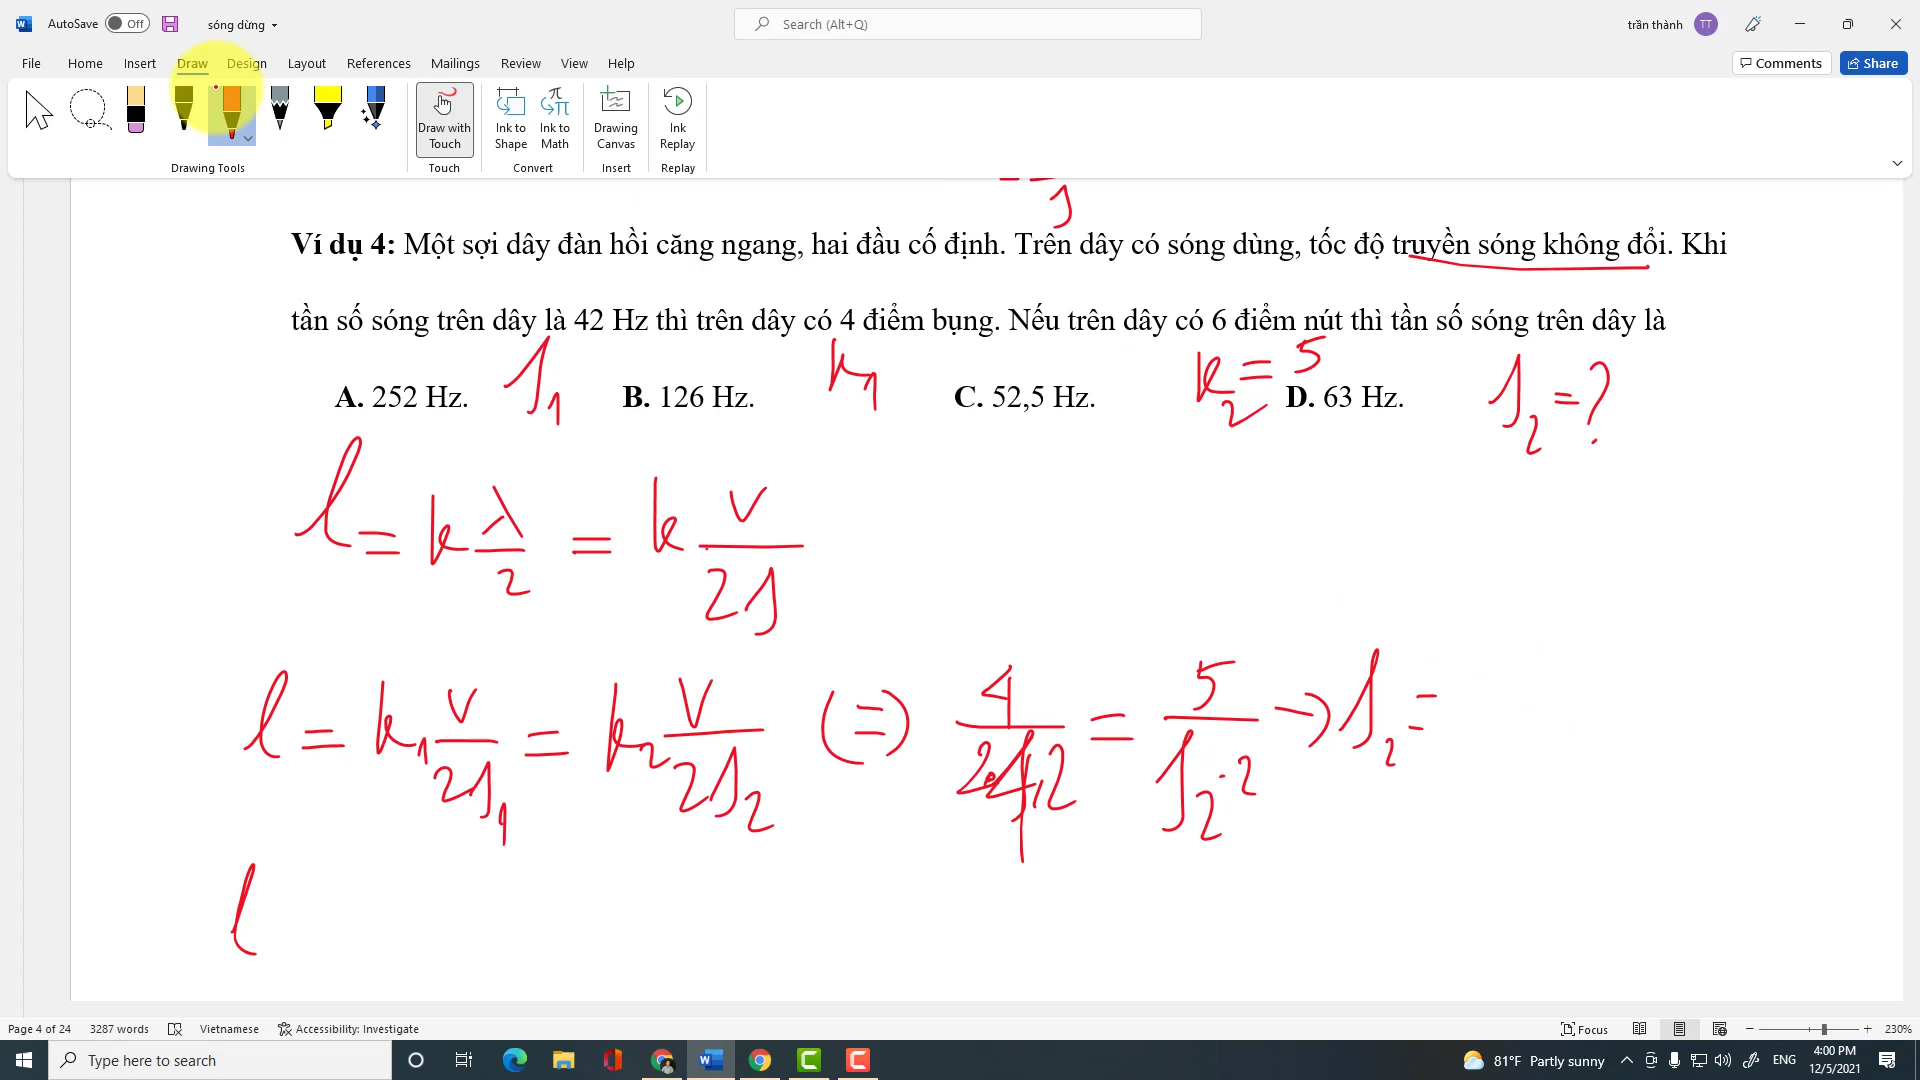 AutoSave Off sóng dừng Search (Alt+Q) trần thành TT
File Home Insert Draw Design Layout References Mailings Review View Help Comments Share
Draw with Touch Ink to Shape Ink to Math Drawing Canvas Ink Replay
Drawing Tools Touch Convert Insert Replay
Ví dụ 4: Một sợi dây đàn hồi căng ngang, hai đầu cố định. Trên dây có sóng dùng, tốc độ truyền sóng không đổi. Khi
tần số sóng trên dây là 42 Hz thì trên dây có 4 điểm bụng. Nếu trên dây có 6 điểm nút thì tần số sóng trên dây là
f₁ k₁ k₂ = 5 f₂ = ?
A. 252 Hz. B. 126 Hz. C. 52,5 Hz. D. 63 Hz.
l = k λ/2 = k v/2f
l = k₁ v/2f₁ = k₂ v/2f₂ (=) 4/42 = 5/f₂.2 → f₂ =
l
Page 4 of 24 3287 words Vietnamese Accessibility: Investigate Focus 230%
Type here to search 81°F Partly sunny ENG 4:00 PM
12/5/2021